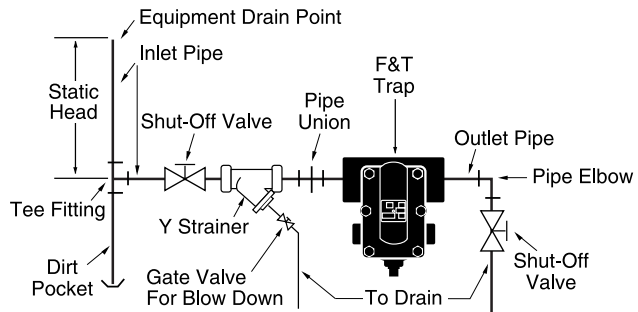 Equipment Drain Point
Inlet Pipe
Static
Head
Shut-Off Valve
Pipe
Union
F&T
Trap
Outlet Pipe
Pipe Elbow
Tee Fitting
Y Strainer
Dirt
Pocket
Gate Valve
For Blow Down
To Drain
Shut-Off
Valve